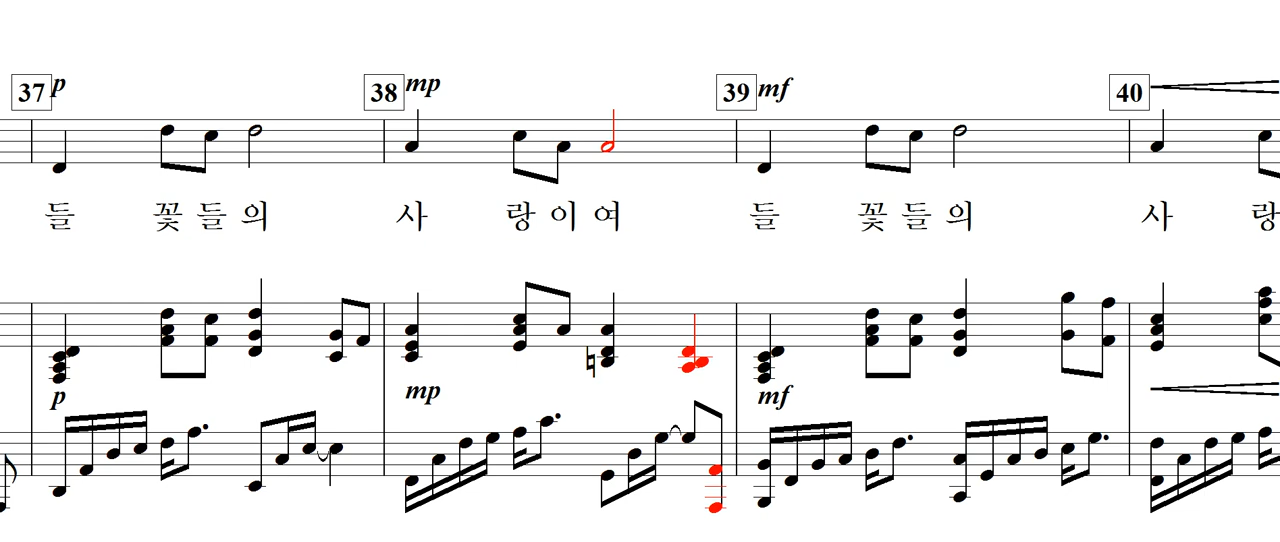 37 p 38 mp 39 mf 40
들 꽃 들 의 사 랑 이 여 들 꽃 들 의 사 랑
p mp mf